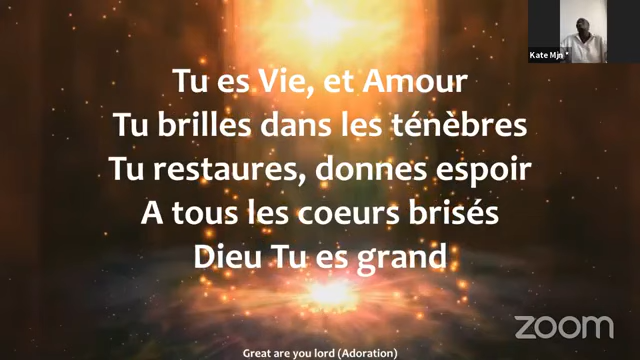 Kate Mjn
Tu es Vie, et Amour
Tu brilles dans les ténèbres
Tu restaures, donnes espoir
A tous les coeurs brisés
Dieu Tu es grand
zoom
Great are you lord (Adoration)